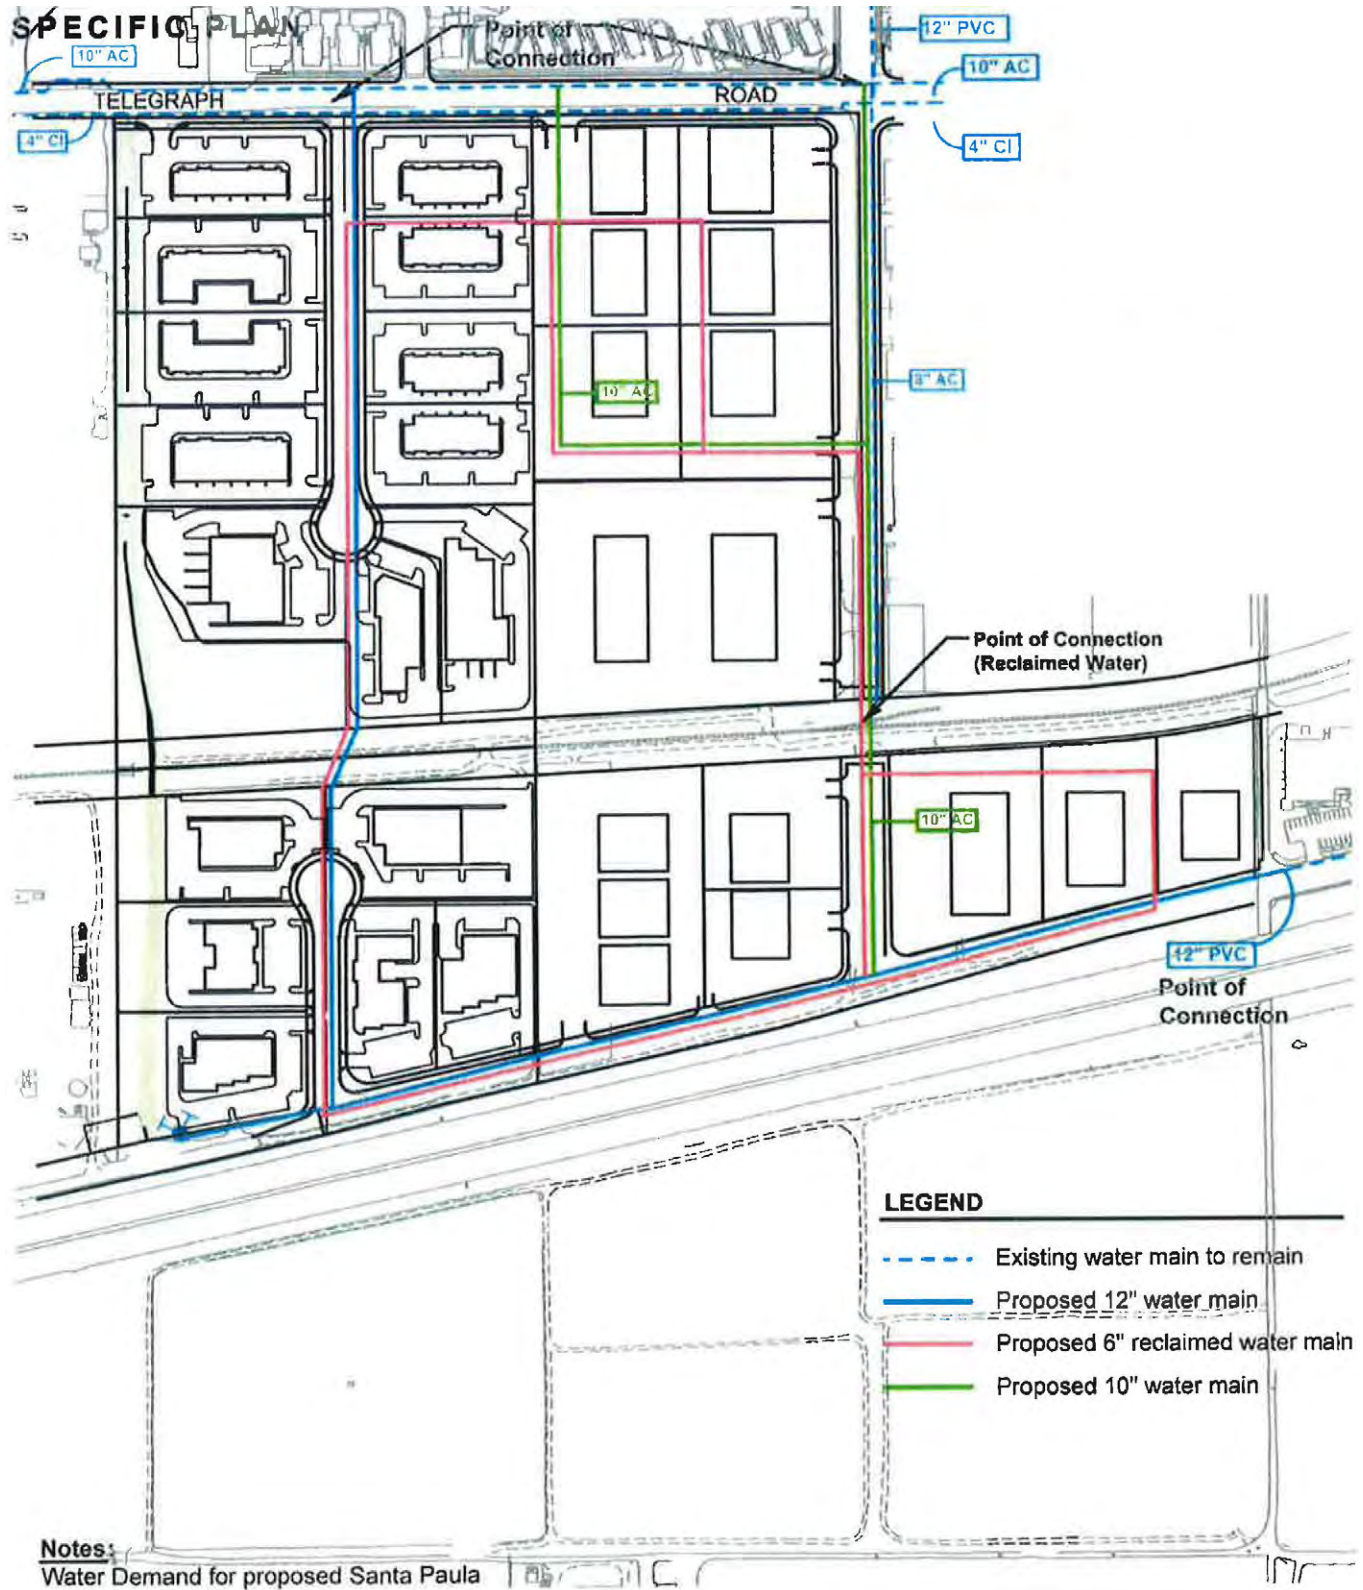 SPECIFIC PLAN
Point of
Connection
12" PVC
10" AC
10" AC
TELEGRAPH
ROAD
4" CI
4" CI
10" AC
8" AC
Point of Connection
(Reclaimed Water)
10" AC
12" PVC
Point of
Connection
LEGEND
Existing water main to remain
Proposed 12" water main
Proposed 6" reclaimed water main
Proposed 10" water main
Notes:
Water Demand for proposed Santa Paula